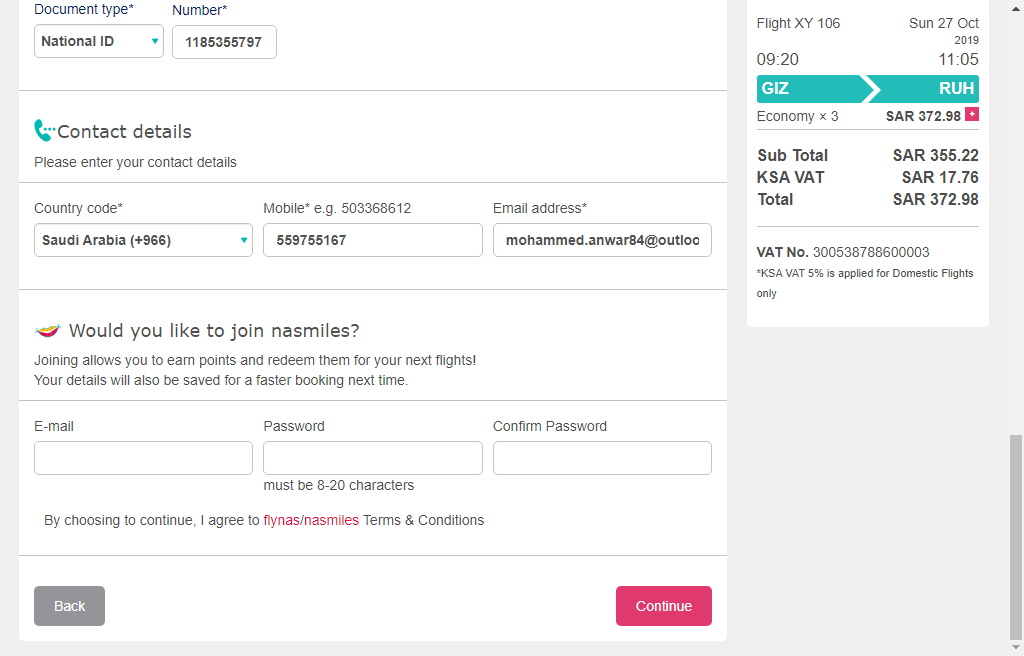 Document type*
Number*
National ID
1185355797
Contact details
Please enter your contact details
Country code*
Mobile* e.g. 503368612
Email address*
Saudi Arabia (+966)
559755167
mohammed.anwar84@outloo
Would you like to join nasmiles?
Joining allows you to earn points and redeem them for your next flights!
Your details will also be saved for a faster booking next time.
E-mail
Password
Confirm Password
must be 8-20 characters
By choosing to continue, I agree to flynas/nasmiles Terms & Conditions
Back
Continue
Flight XY 106
Sun 27 Oct
2019
09:20
11:05
GIZ
RUH
Economy × 3
SAR 372.98 +
Sub Total
SAR 355.22
KSA VAT
SAR 17.76
Total
SAR 372.98
VAT No. 300538788600003
*KSA VAT 5% is applied for Domestic Flights
only